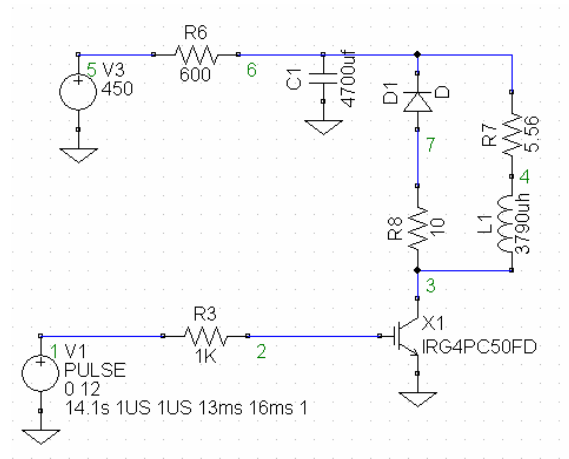 R6
600
5 V3
450
6
C1
4700uf
D1
D
7
R7
5.56
4
L1
3790uh
R8
10
3
X1
IRG4PC50FD
R3
1K
2
1 V1
PULSE
0 12
14.1s 1US 1US 13ms 16ms 1